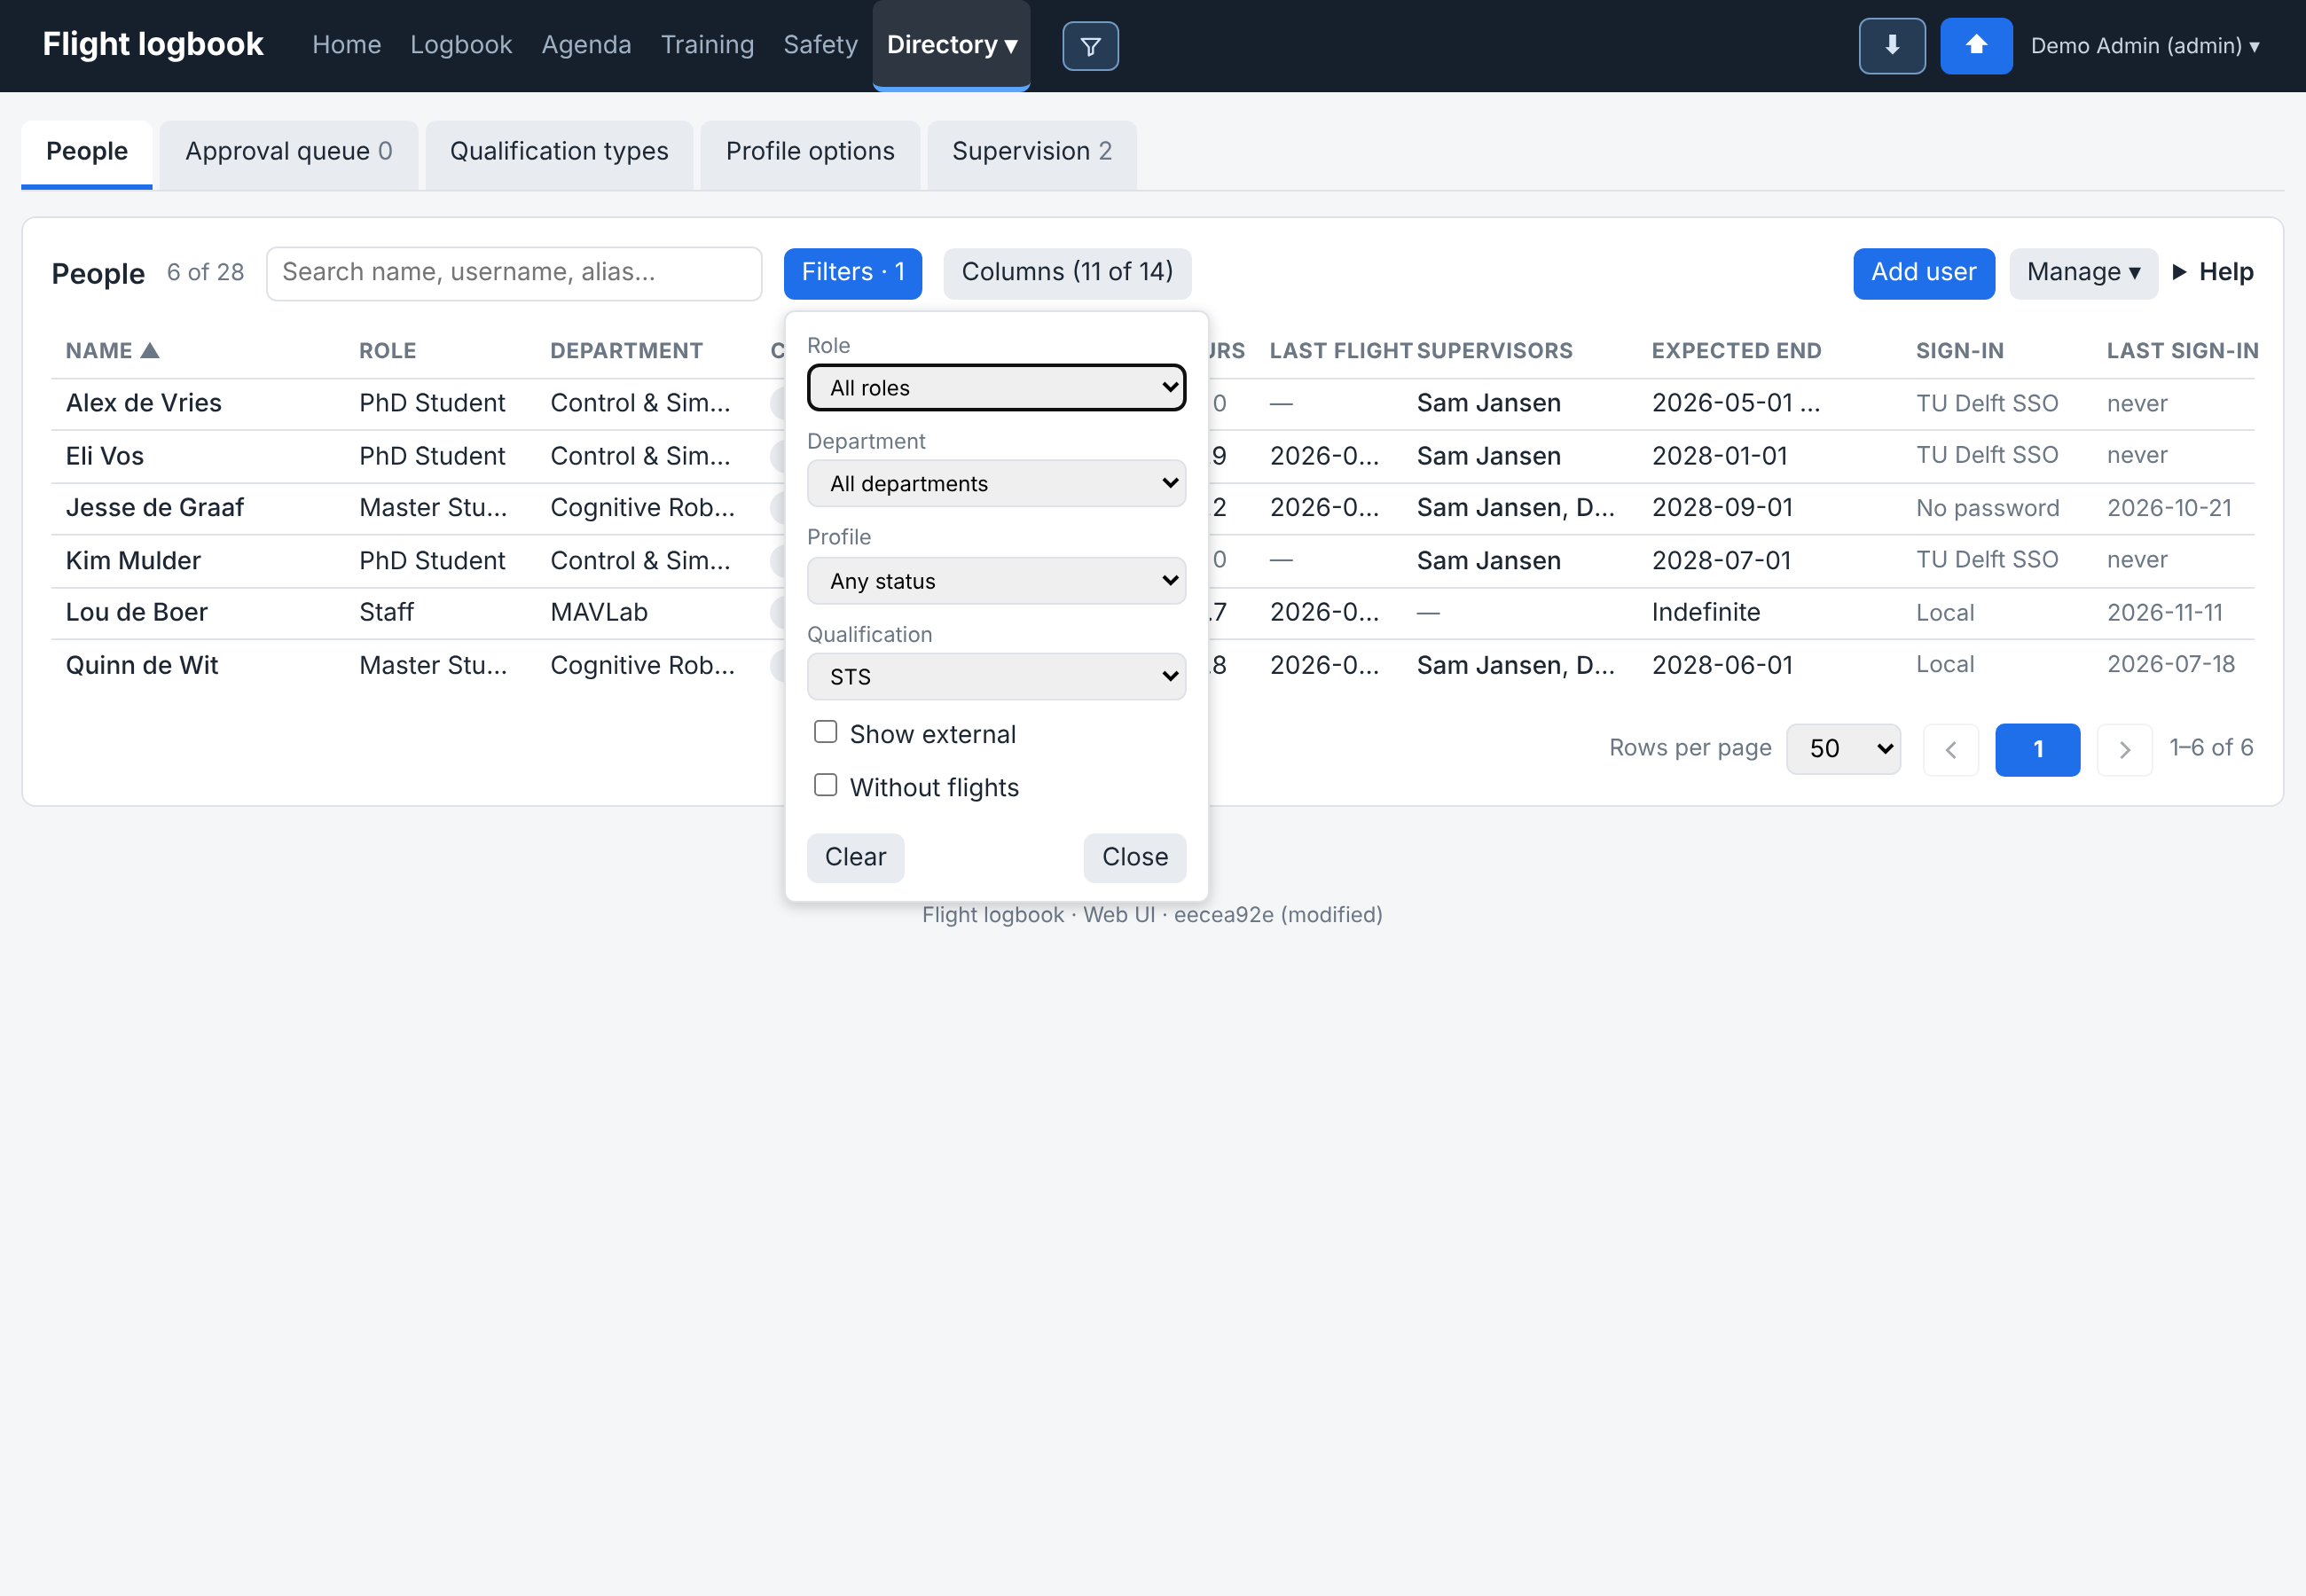 Flight logbook Home Logbook Agenda Training Safety Directory ▾ Demo Admin (admin) ▾
People Approval queue 0 Qualification types Profile options Supervision 2
People 6 of 28 Search name, username, alias... Filters · 1 Columns (11 of 14) Add user Manage ▾ ▶ Help
NAME ▲ ROLE DEPARTMENT LAST FLIGHT SUPERVISORS EXPECTED END SIGN-IN LAST SIGN-IN
Alex de Vries PhD Student Control & Sim... 0 — Sam Jansen 2026-05-01 ... TU Delft SSO never
Eli Vos PhD Student Control & Sim... 9 2026-0... Sam Jansen 2028-01-01 TU Delft SSO never
Jesse de Graaf Master Stu... Cognitive Rob... 2 2026-0... Sam Jansen, D... 2028-09-01 No password 2026-10-21
Kim Mulder PhD Student Control & Sim... 0 — Sam Jansen 2028-07-01 TU Delft SSO never
Lou de Boer Staff MAVLab .7 2026-0... — Indefinite Local 2026-11-11
Quinn de Wit Master Stu... Cognitive Rob... .8 2026-0... Sam Jansen, D... 2028-06-01 Local 2026-07-18
Role
All roles
Department
All departments
Profile
Any status
Qualification
STS
Show external
Without flights
Clear Close
Rows per page 50 1 1–6 of 6
Flight logbook · Web UI · eecea92e (modified)